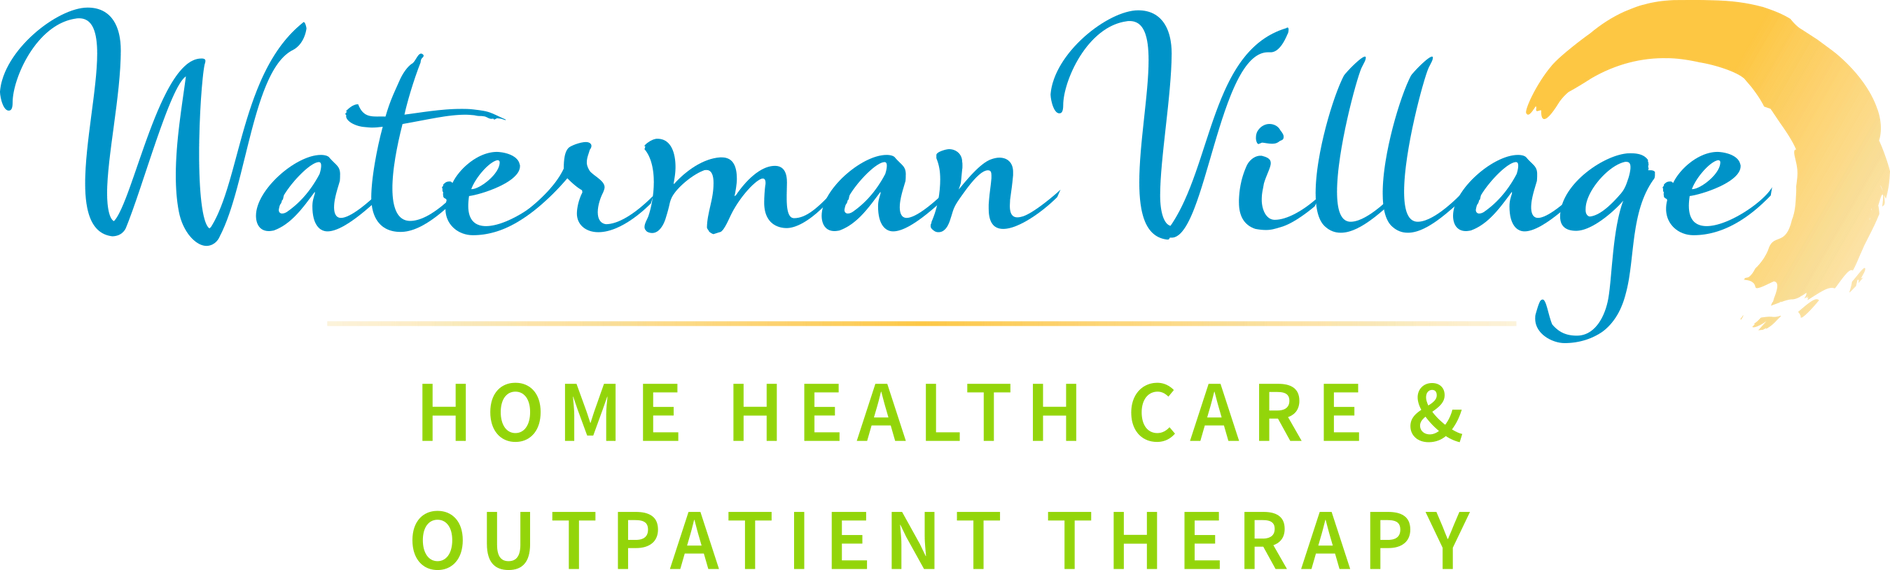 Waterman Village
HOME HEALTH CARE &
OUTPATIENT THERAPY